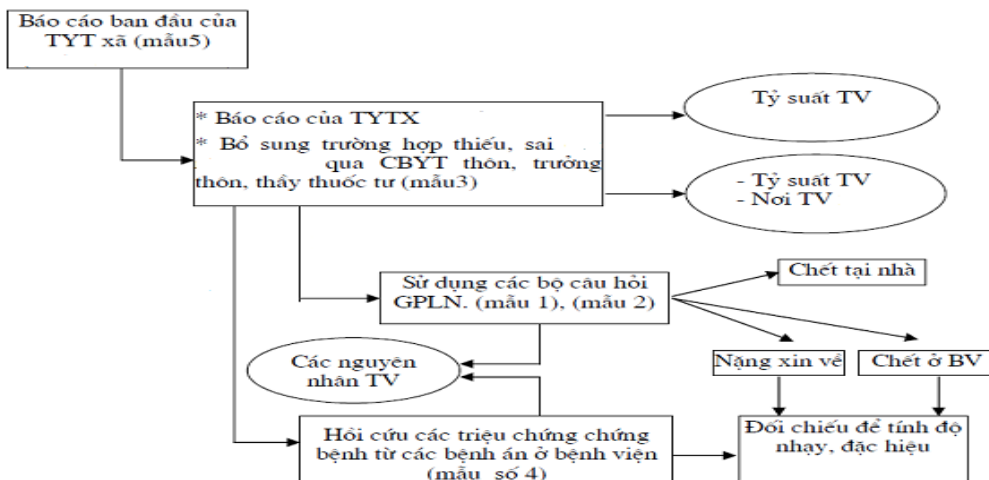 Báo cáo ban đầu của
TYT xã (mẫu5)
* Báo cáo của TYTX
* Bổ sung trường hợp thiếu, sai
qua CBYT thôn, trưởng
thôn, thầy thuốc tư (mẫu3)
Tỷ suất TV
- Tỷ suất TV
- Nơi TV
Sử dụng các bộ câu hỏi
GPLN. (mẫu 1), (mẫu 2)
Chết tại nhà
Các nguyên
nhân TV
Nặng xin về
Chết ở BV
Hồi cứu các triệu chứng chứng
bệnh từ các bệnh án ở bệnh viện
(mẫu số 4)
Đối chiếu để tính độ
nhạy, đặc hiệu